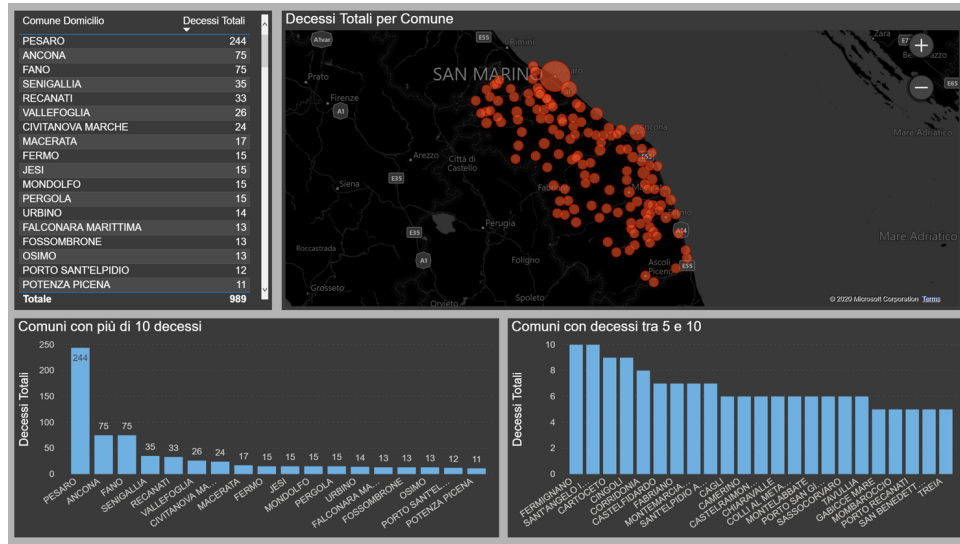 Comune Domicilio Decessi Totali
PESARO 244
ANCONA 75
FANO 75
SENIGALLIA 35
RECANATI 33
VALLEFOGLIA 26
CIVITANOVA MARCHE 24
MACERATA 17
FERMO 15
JESI 15
MONDOLFO 15
PERGOLA 15
URBINO 14
FALCONARA MARITTIMA 13
FOSSOMBRONE 13
OSIMO 13
PORTO SANT'ELPIDIO 12
POTENZA PICENA 11
Totale 989
Decessi Totali per Comune
A1var
E55
Rimini
Zara
Prato
SAN MARINO
E65
Firenze
A1
Mare Adriatico
Arezzo
Città di
Castello
E55
Siena
E35
Perugia
E35
Mare Adriatico
Roccastrada
A1
Foligno
Ascoli
Piceno
E55
Grosseto
Orvieto
Spoleto
© 2020 Microsoft Corporation Terms
Comuni con più di 10 decessi
Decessi Totali
250
200
150
100
50
0
244 75 75 35 33 26 24 17 15 15 15 15 14 13 13 13 12 11
PESARO
ANCONA
FANO
SENIGALLIA
RECANATI
VALLEFOGLIA
CIVITANOVA MA...
MACERATA
FERMO
JESI
MONDOLFO
PERGOLA
URBINO
FALCONARA MA...
FOSSOMBRONE
OSIMO
PORTO SANT'EL...
POTENZA PICENA
Comuni con decessi tra 5 e 10
Decessi Totali
10
8
6
4
2
0
FERMIGNANO
SANT'ANGELO I...
CARTOCETO
CINGOLI
CORRIDONIA
CASTELFIDARDO
FABRIANO
MONTEMARCIA...
SANT'ELPIDIO A...
CAGLI
CAMERINO
CASTELRAIMON...
CHIARAVALLE
COLLI AL META...
MONTELABBATE
PORTO SAN GI...
SASSOCORVARO
TAVULLIA
GABICCE MARE
MOMBAROCCIO
PORTO RECANATI
SAN BENEDETT...
TREIA